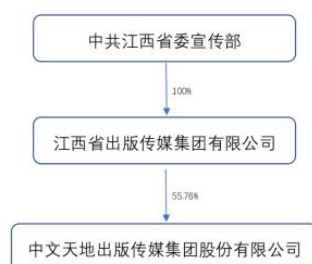 中共江西省委宣传部
100%
江西省出版传媒集团有限公司
55.76%
中文天地出版传媒集团股份有限公司